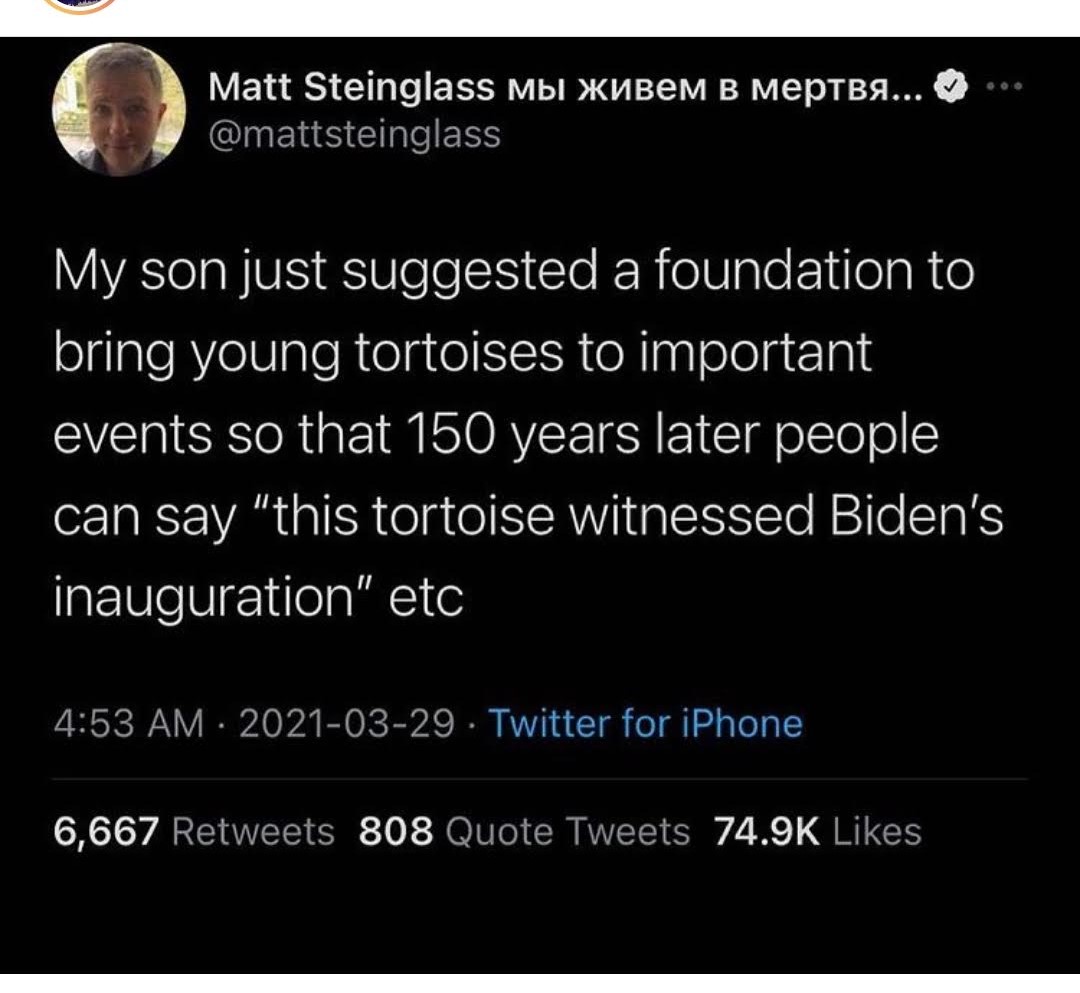 Matt Steinglass мы живем в мертвя...
@mattsteinglass
My son just suggested a foundation to
bring young tortoises to important
events so that 150 years later people
can say “this tortoise witnessed Biden’s
inauguration” etc
4:53 AM · 2021-03-29 · Twitter for iPhone
6,667 Retweets 808 Quote Tweets 74.9K Likes